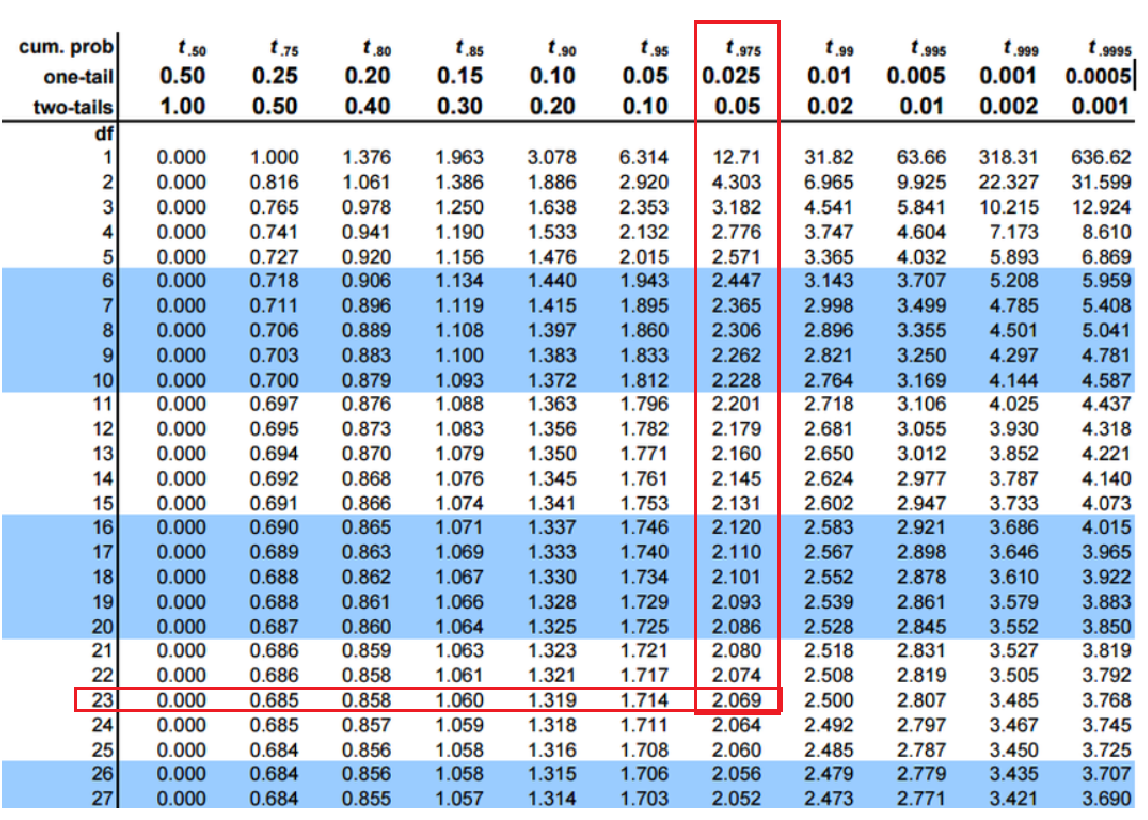 cum. prob t .50 t .75 t .80 t .85 t .90 t .95 t .975 t .99 t .995 t .999 t .9995
one-tail 0.50 0.25 0.20 0.15 0.10 0.05 0.025 0.01 0.005 0.001 0.0005
two-tails 1.00 0.50 0.40 0.30 0.20 0.10 0.05 0.02 0.01 0.002 0.001
df
1 0.000 1.000 1.376 1.963 3.078 6.314 12.71 31.82 63.66 318.31 636.62
2 0.000 0.816 1.061 1.386 1.886 2.920 4.303 6.965 9.925 22.327 31.599
3 0.000 0.765 0.978 1.250 1.638 2.353 3.182 4.541 5.841 10.215 12.924
4 0.000 0.741 0.941 1.190 1.533 2.132 2.776 3.747 4.604 7.173 8.610
5 0.000 0.727 0.920 1.156 1.476 2.015 2.571 3.365 4.032 5.893 6.869
6 0.000 0.718 0.906 1.134 1.440 1.943 2.447 3.143 3.707 5.208 5.959
7 0.000 0.711 0.896 1.119 1.415 1.895 2.365 2.998 3.499 4.785 5.408
8 0.000 0.706 0.889 1.108 1.397 1.860 2.306 2.896 3.355 4.501 5.041
9 0.000 0.703 0.883 1.100 1.383 1.833 2.262 2.821 3.250 4.297 4.781
10 0.000 0.700 0.879 1.093 1.372 1.812 2.228 2.764 3.169 4.144 4.587
11 0.000 0.697 0.876 1.088 1.363 1.796 2.201 2.718 3.106 4.025 4.437
12 0.000 0.695 0.873 1.083 1.356 1.782 2.179 2.681 3.055 3.930 4.318
13 0.000 0.694 0.870 1.079 1.350 1.771 2.160 2.650 3.012 3.852 4.221
14 0.000 0.692 0.868 1.076 1.345 1.761 2.145 2.624 2.977 3.787 4.140
15 0.000 0.691 0.866 1.074 1.341 1.753 2.131 2.602 2.947 3.733 4.073
16 0.000 0.690 0.865 1.071 1.337 1.746 2.120 2.583 2.921 3.686 4.015
17 0.000 0.689 0.863 1.069 1.333 1.740 2.110 2.567 2.898 3.646 3.965
18 0.000 0.688 0.862 1.067 1.330 1.734 2.101 2.552 2.878 3.610 3.922
19 0.000 0.688 0.861 1.066 1.328 1.729 2.093 2.539 2.861 3.579 3.883
20 0.000 0.687 0.860 1.064 1.325 1.725 2.086 2.528 2.845 3.552 3.850
21 0.000 0.686 0.859 1.063 1.323 1.721 2.080 2.518 2.831 3.527 3.819
22 0.000 0.686 0.858 1.061 1.321 1.717 2.074 2.508 2.819 3.505 3.792
23 0.000 0.685 0.858 1.060 1.319 1.714 2.069 2.500 2.807 3.485 3.768
24 0.000 0.685 0.857 1.059 1.318 1.711 2.064 2.492 2.797 3.467 3.745
25 0.000 0.684 0.856 1.058 1.316 1.708 2.060 2.485 2.787 3.450 3.725
26 0.000 0.684 0.856 1.058 1.315 1.706 2.056 2.479 2.779 3.435 3.707
27 0.000 0.684 0.855 1.057 1.314 1.703 2.052 2.473 2.771 3.421 3.690